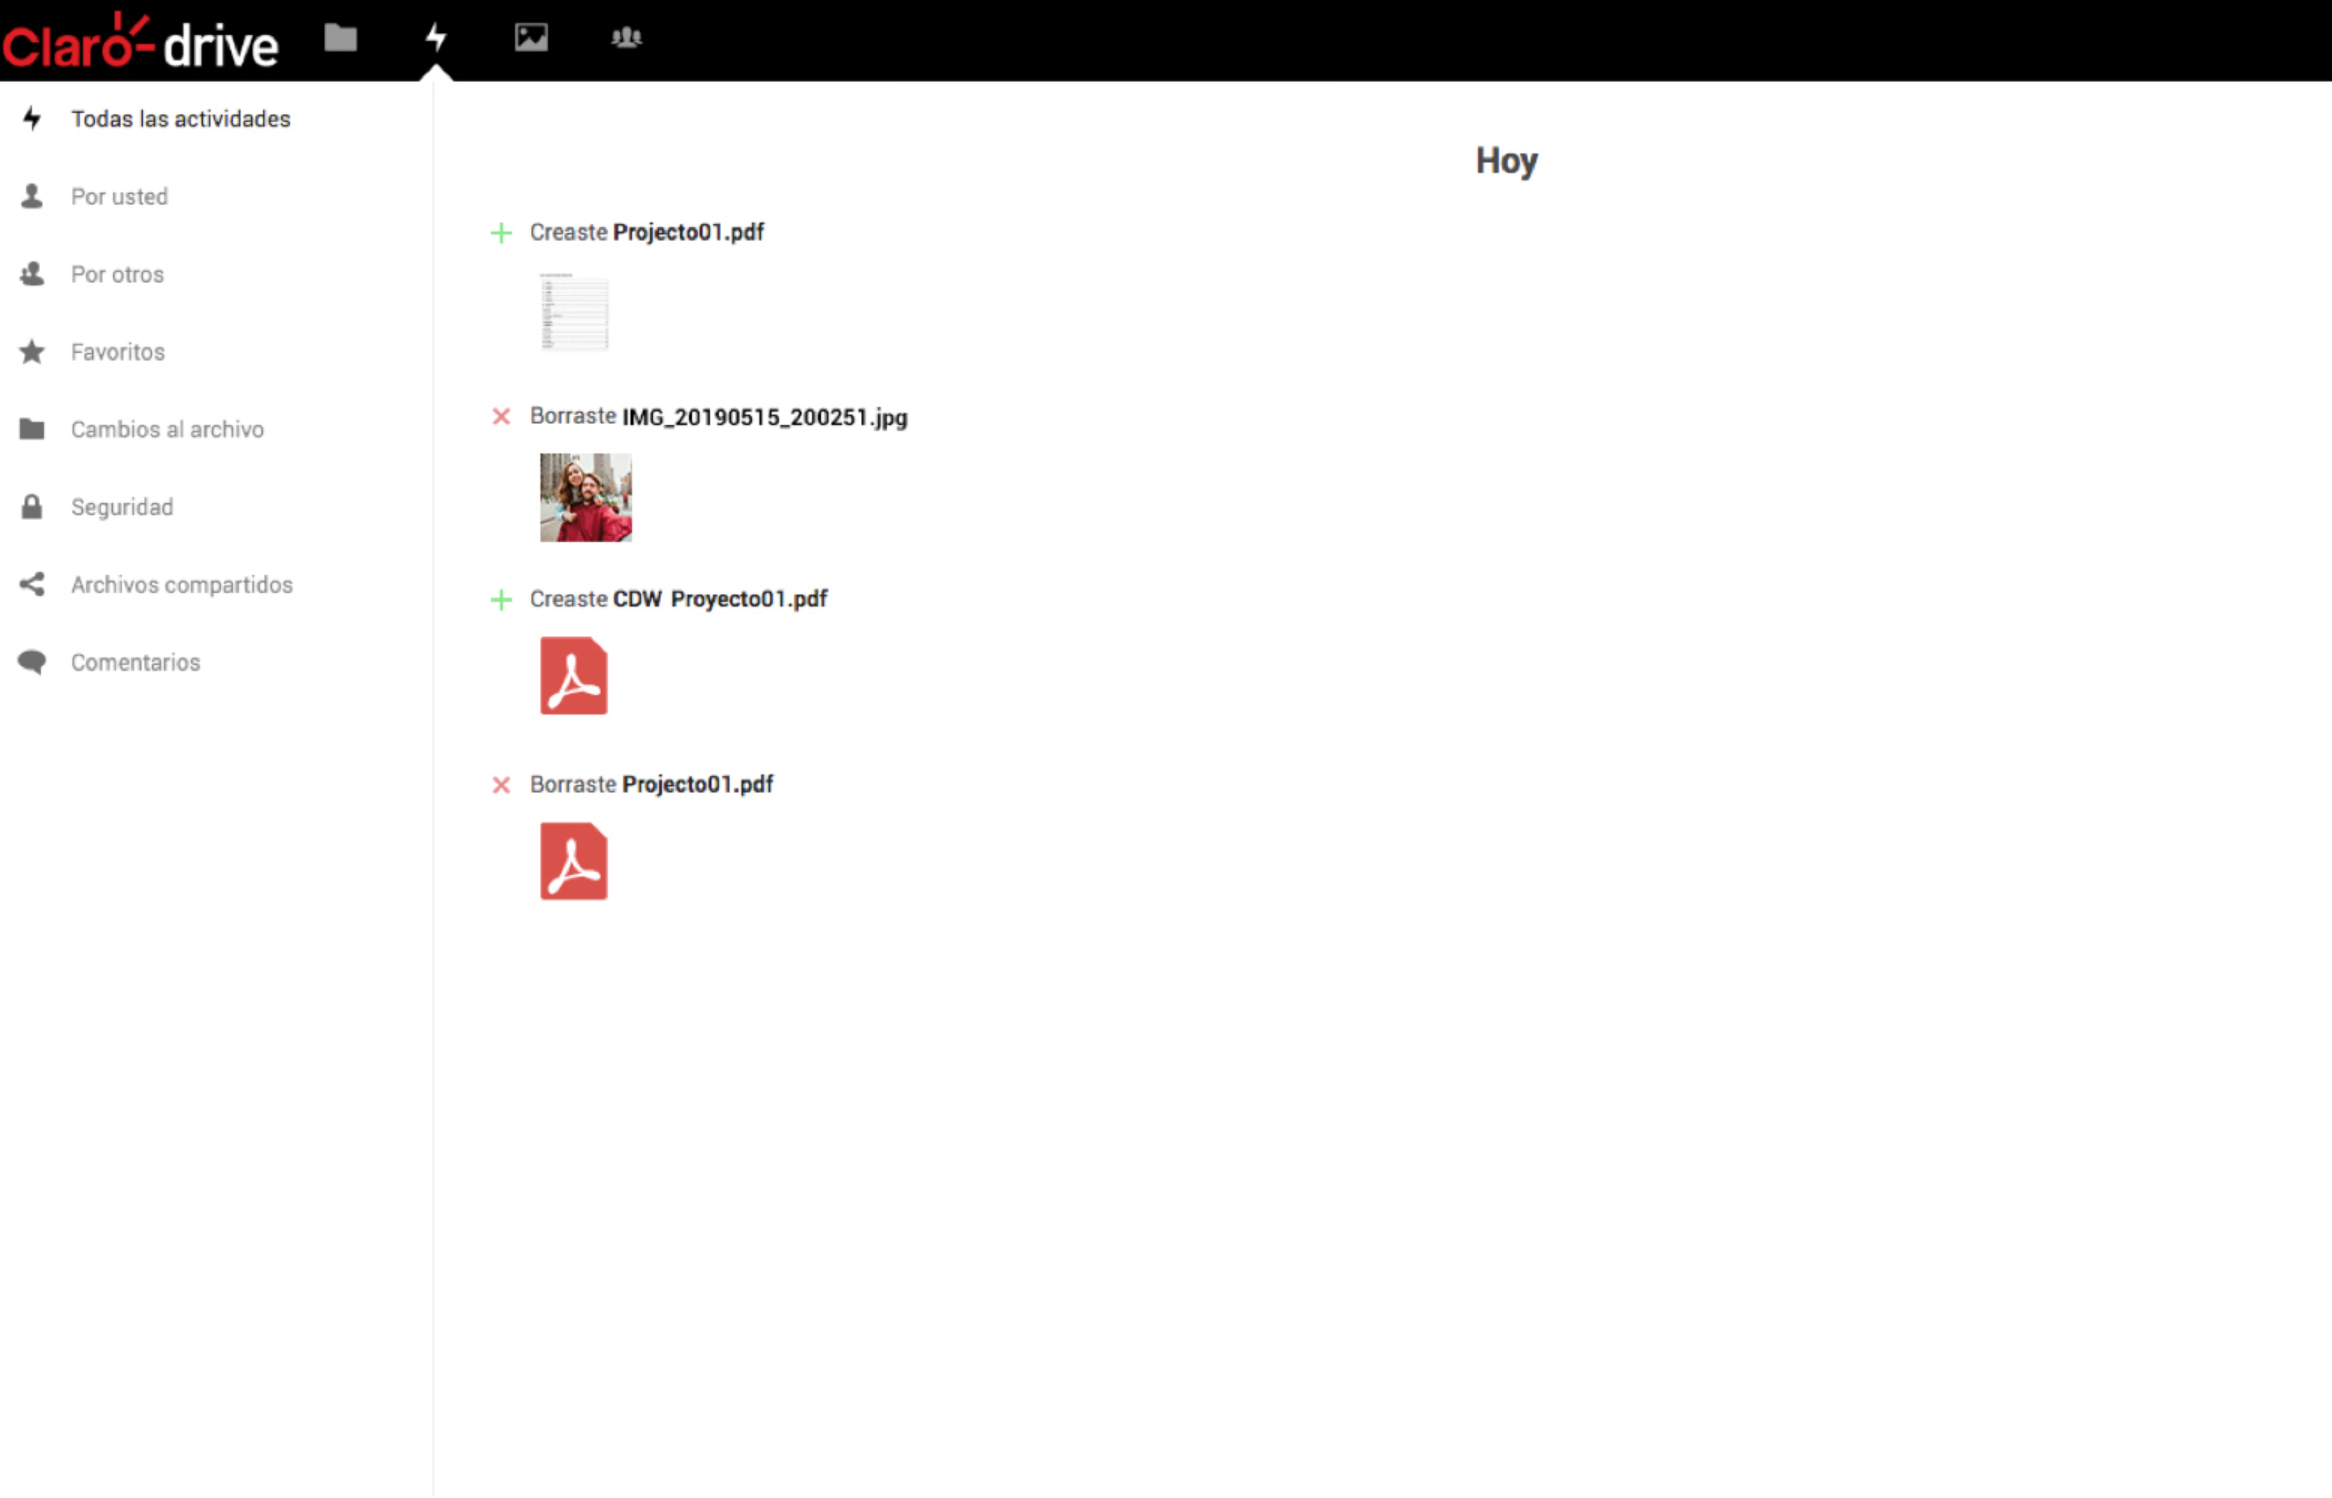 Claro-drive
Todas las actividades
Por usted
Por otros
Favoritos
Cambios al archivo
Seguridad
Archivos compartidos
Comentarios
Hoy
Creaste Projecto01.pdf
Borraste IMG_20190515_200251.jpg
Creaste CDW Proyecto01.pdf
Borraste Projecto01.pdf